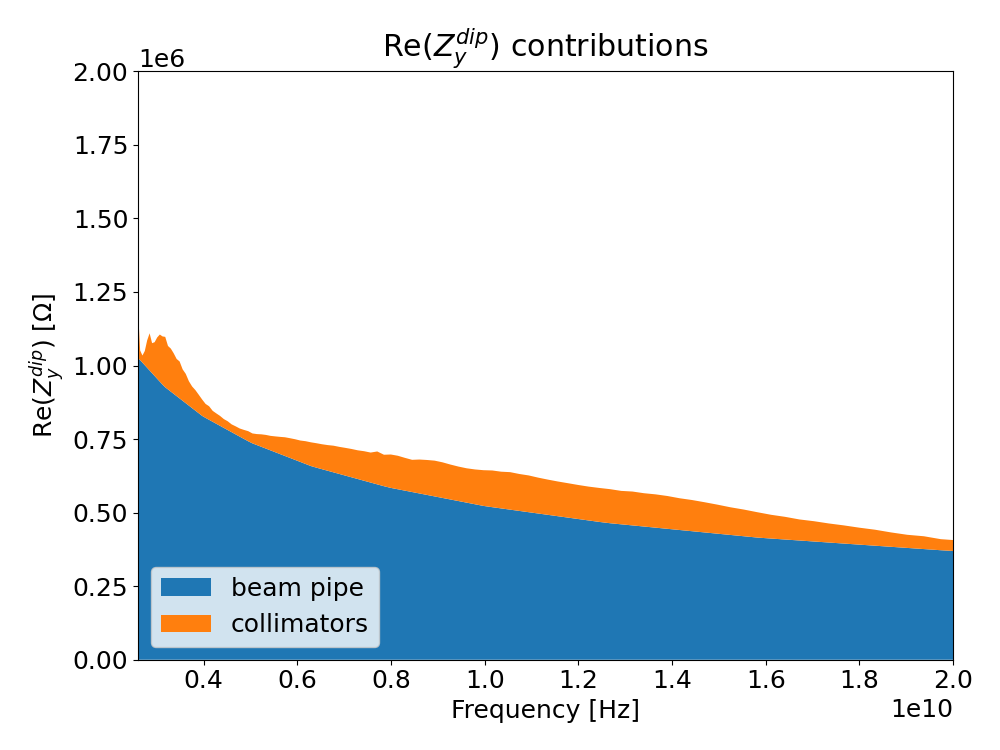 Re(Z_y^dip) contributions
1e6
2.00
1.75
1.50
1.25
1.00
0.75
0.50
0.25
0.00
Re(Z_y^dip) [Ω]
beam pipe
collimators
0.4 0.6 0.8 1.0 1.2 1.4 1.6 1.8 2.0
Frequency [Hz]
1e10